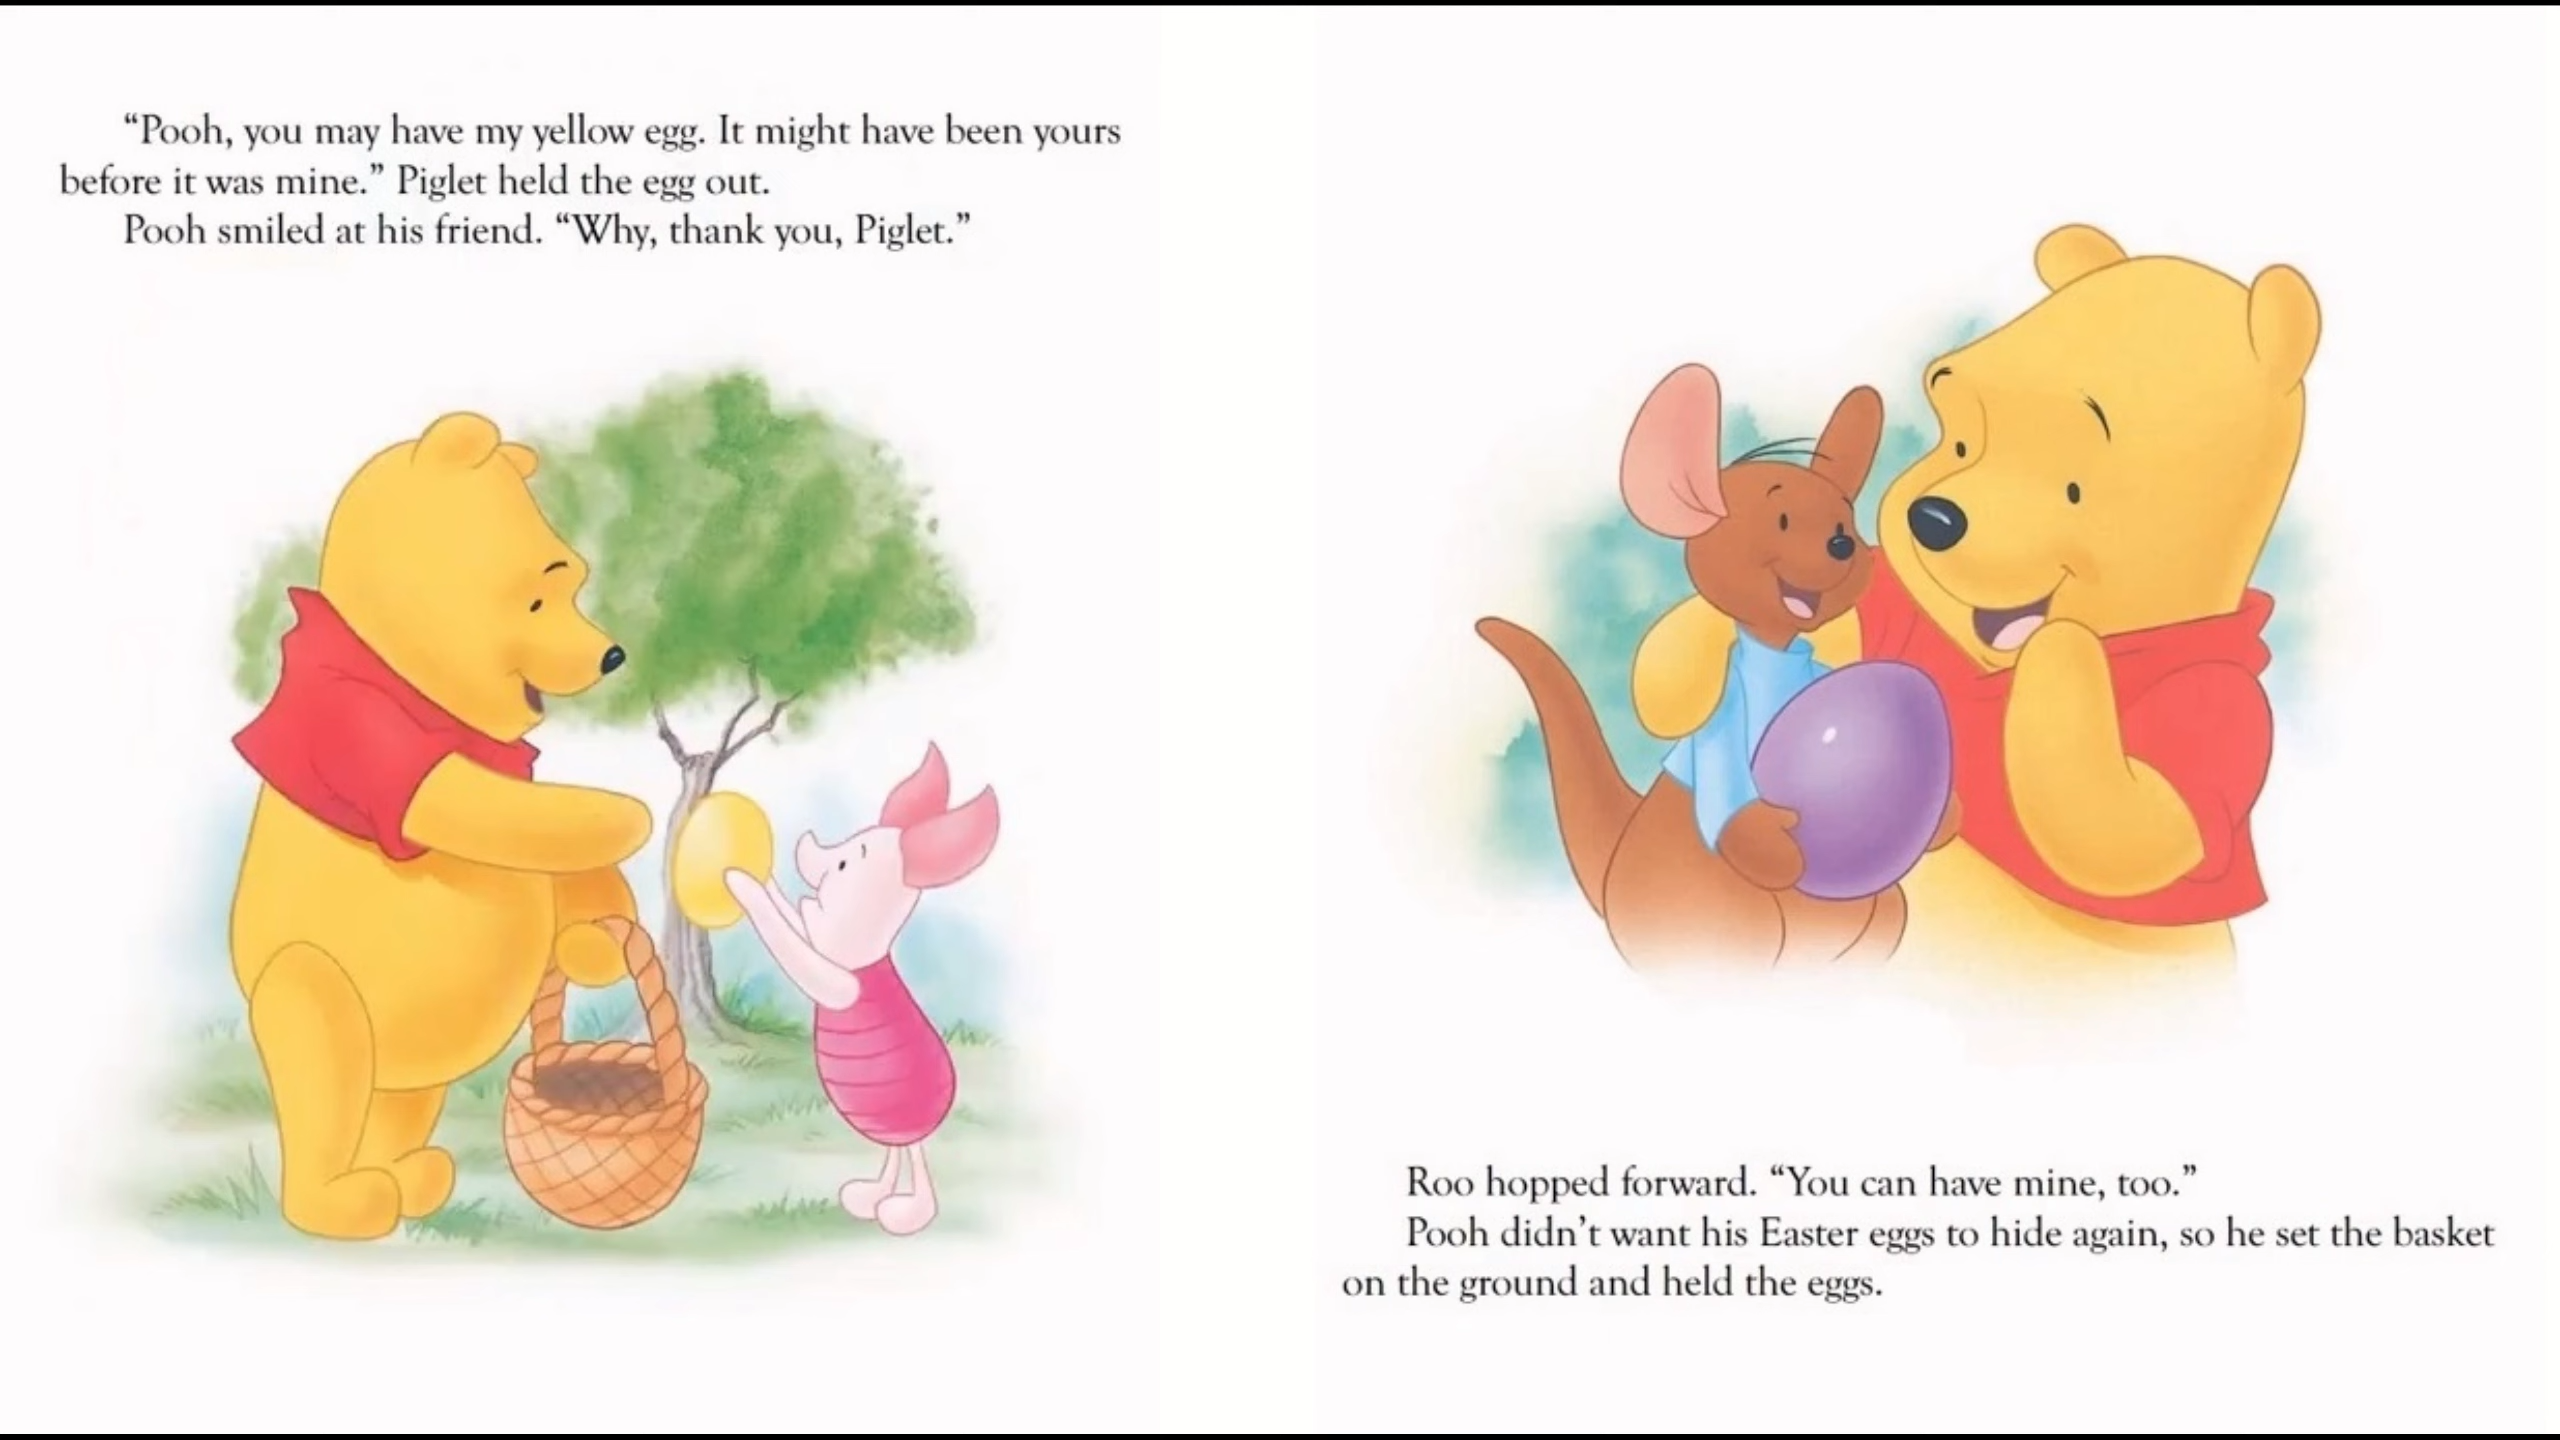 “Pooh, you may have my yellow egg. It might have been yours
before it was mine.” Piglet held the egg out.
Pooh smiled at his friend. “Why, thank you, Piglet.”
Roo hopped forward. “You can have mine, too.”
Pooh didn’t want his Easter eggs to hide again, so he set the basket
on the ground and held the eggs.